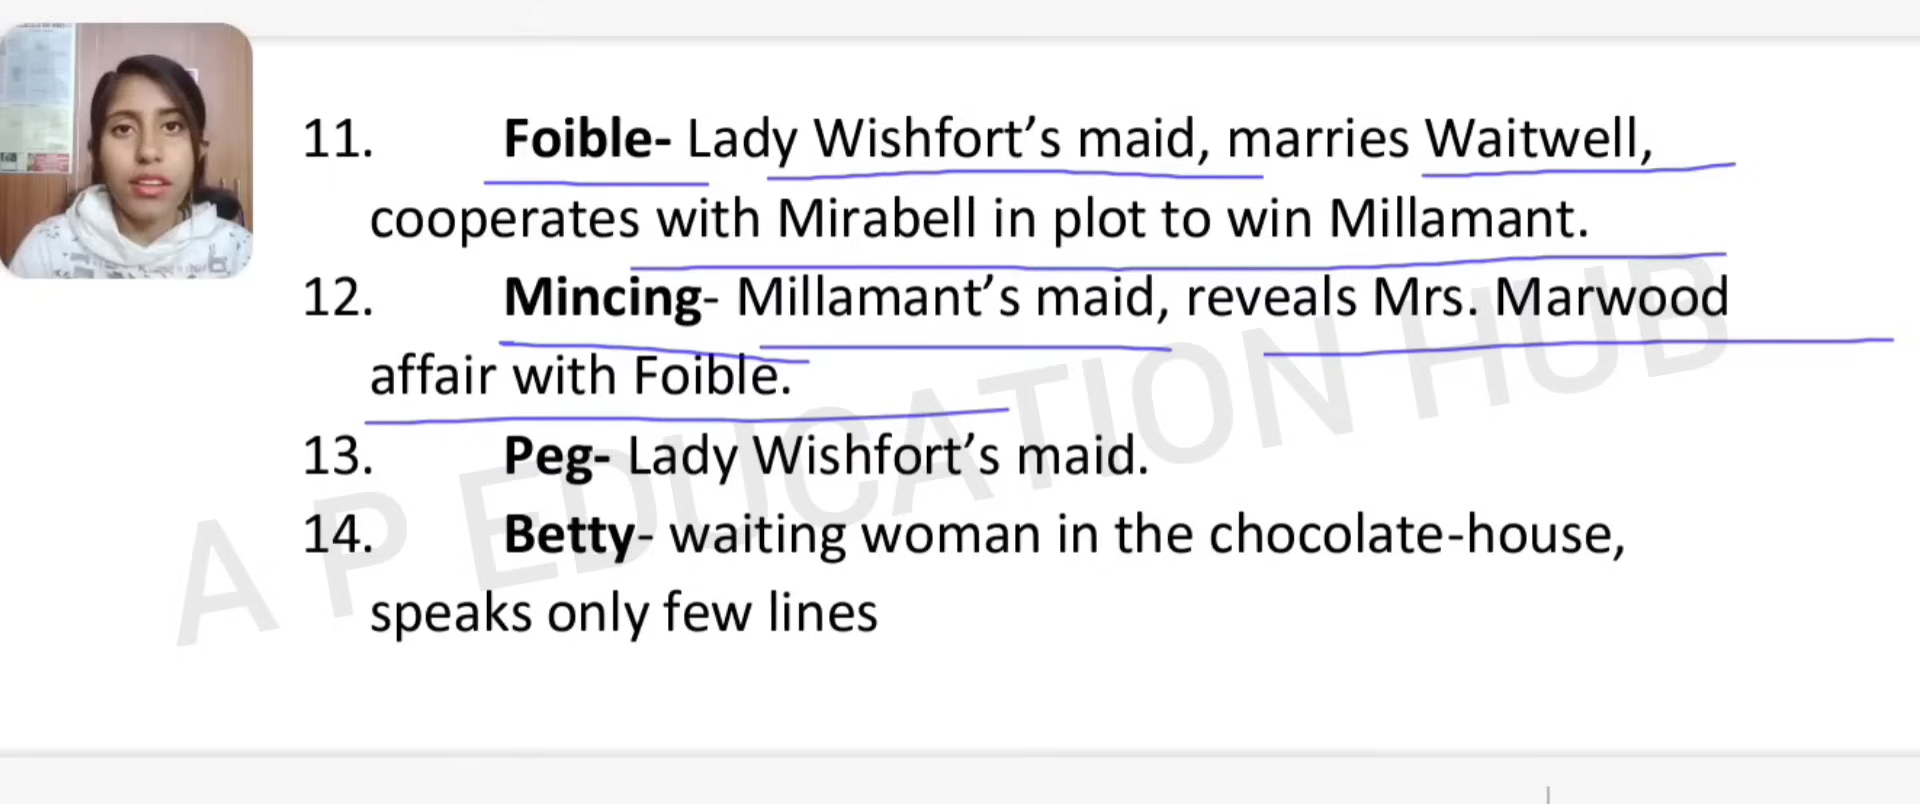 11. Foible- Lady Wishfort's maid, marries Waitwell,
cooperates with Mirabell in plot to win Millamant.
12. Mincing- Millamant's maid, reveals Mrs. Marwood
affair with Foible.
13. Peg- Lady Wishfort's maid.
14. Betty- waiting woman in the chocolate-house,
speaks only few lines
A P EDUCATION HUB